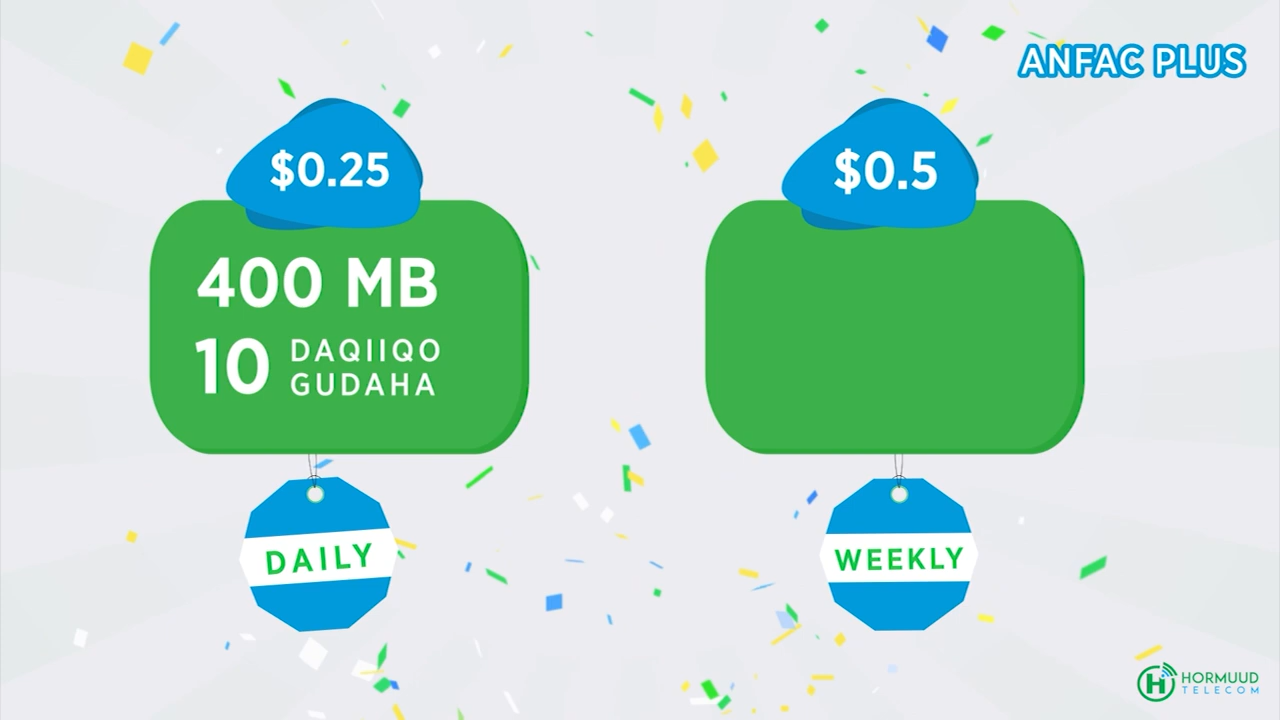 ANFAC PLUS
$0.25
400 MB
10 DAQIIQO
GUDAHA
DAILY
$0.5
WEEKLY
HORMUUD
TELECOM